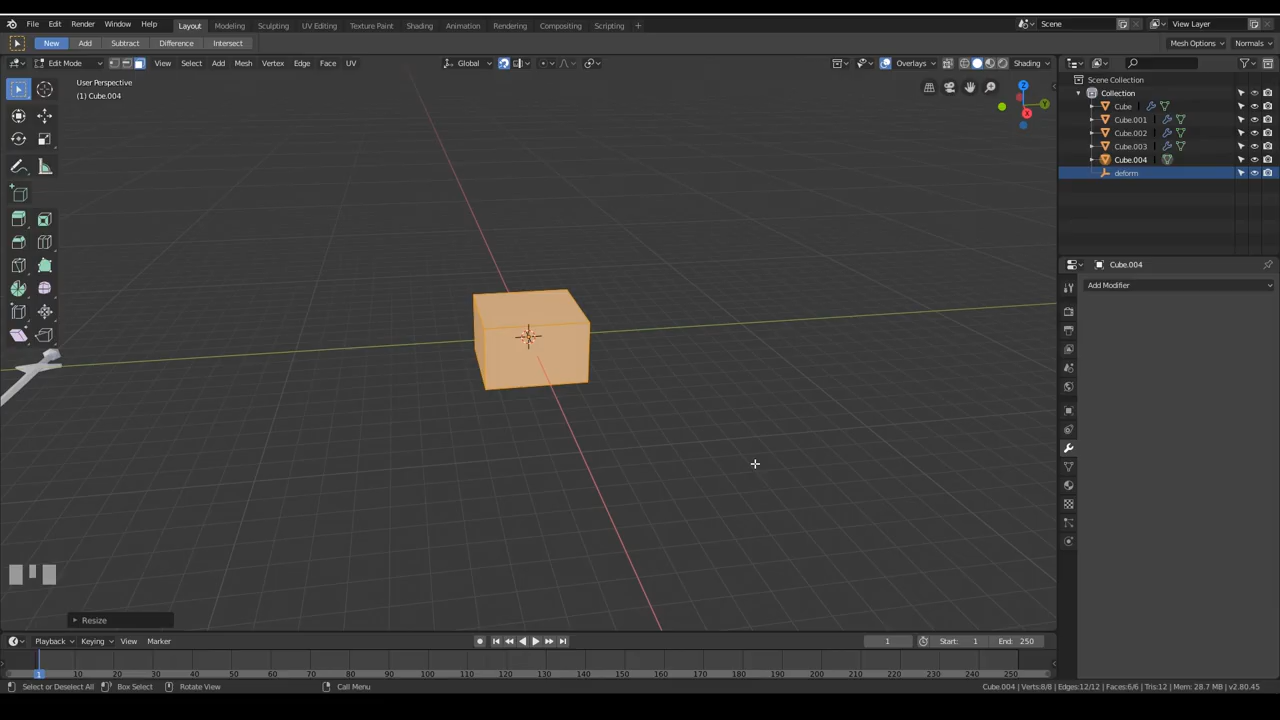 File Edit Render Window Help Layout Modeling Sculpting UV Editing Texture Paint Shading Animation Rendering Compositing Scripting + Scene View Layer
New Add Subtract Difference Intersect Mesh Options Normals
Edit Mode View Select Add Mesh Vertex Edge Face UV Global Overlays Shading
User Perspective
(1) Cube.004
Z
Y
X
Scene Collection
Collection
Cube
Cube.001
Cube.002
Cube.003
Cube.004
deform
Cube.004
Add Modifier
Resize
Playback Keying View Marker 1 Start: 1 End: 250
1 10 20 30 40 50 60 70 80 90 100 110 120 130 140 150 160 170 180 190 200 210 220 230 240 250
Select or Deselect All Box Select Rotate View Call Menu Cube.004 | Verts:8/8 | Edges:12/12 | Faces:6/6 | Tris:12 | Mem: 28.7 MB | v2.80.45